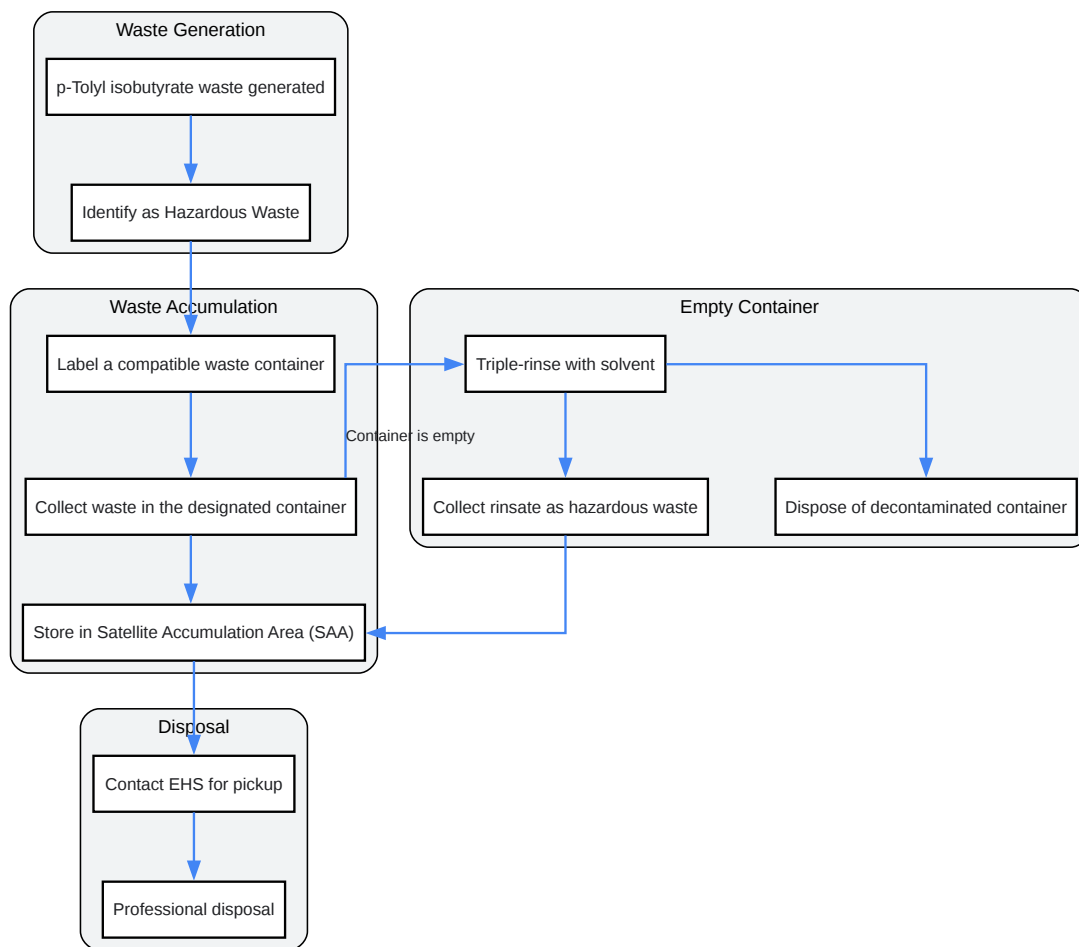 Waste Generation
p-Tolyl isobutyrate waste generated
Identify as Hazardous Waste
Waste Accumulation
Label a compatible waste container
Container is empty
Collect waste in the designated container
Store in Satellite Accumulation Area (SAA)
Empty Container
Triple-rinse with solvent
Collect rinsate as hazardous waste
Dispose of decontaminated container
Disposal
Contact EHS for pickup
Professional disposal